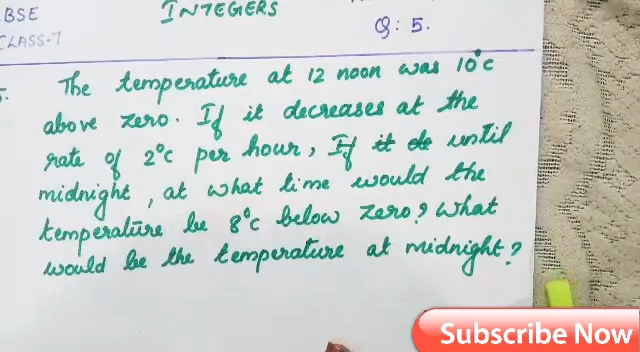 BSE
INTEGERS
CLASS-7
Q: 5.
5. The temperature at 12 noon was 10°c
above zero. If it decreases at the
rate of 2°c per hour, If it de until
midnight, at what time would the
temperature be 8°c below zero? What
would be the temperature at midnight?
Subscribe Now